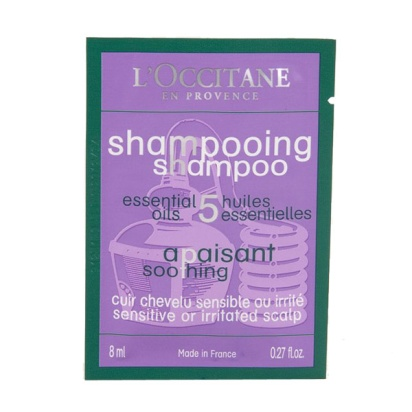 L'OCCITANE
EN PROVENCE
shampooing
shampoo
essential 5 huiles
oils essentielles
apaisant
soothing
cuir chevelu sensible ou irrité
sensitive or irritated scalp
8 ml Made in France 0.27 fl.oz.